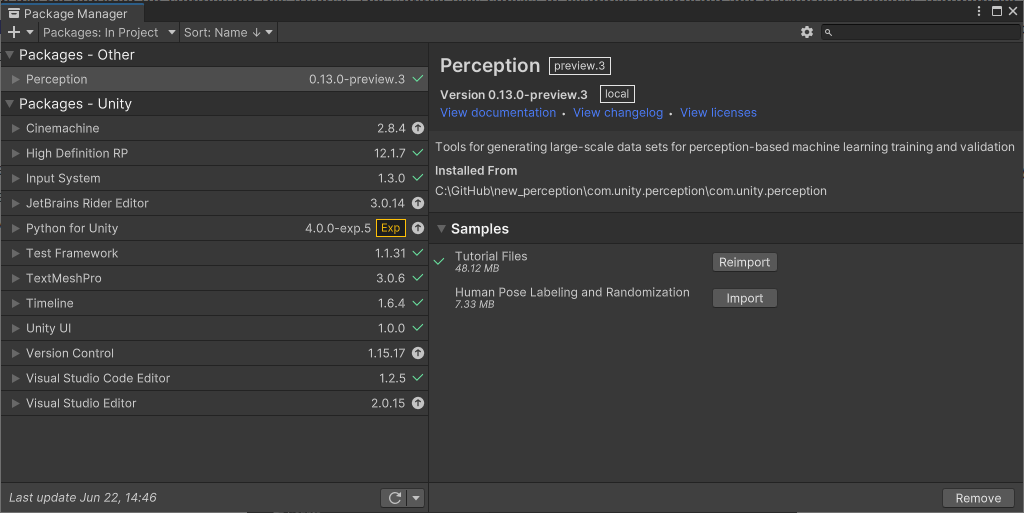 Package Manager
Packages: In Project
Sort: Name ↓
Packages - Other
Perception 0.13.0-preview.3
Packages - Unity
Cinemachine 2.8.4
High Definition RP 12.1.7
Input System 1.3.0
JetBrains Rider Editor 3.0.14
Python for Unity 4.0.0-exp.5 Exp
Test Framework 1.1.31
TextMeshPro 3.0.6
Timeline 1.6.4
Unity UI 1.0.0
Version Control 1.15.17
Visual Studio Code Editor 1.2.5
Visual Studio Editor 2.0.15
Last update Jun 22, 14:46
Perception preview.3
Version 0.13.0-preview.3 local
View documentation • View changelog • View licenses
Tools for generating large-scale data sets for perception-based machine learning training and validation
Installed From
C:\GitHub\new_perception\com.unity.perception\com.unity.perception
Samples
Tutorial Files Reimport
48.12 MB
Human Pose Labeling and Randomization Import
7.33 MB
Remove